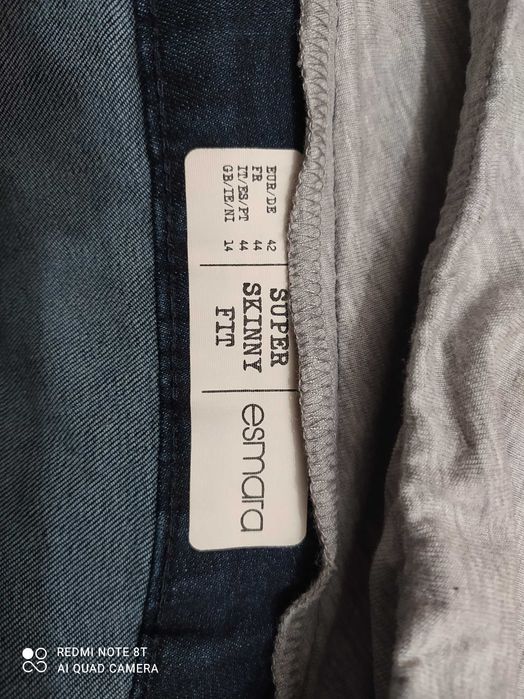 EUR/DE 42
FR 44
IT/ES/PT 44
GB/IE/NI 14
SUPER
SKINNY
FIT
esmara
REDMI NOTE 8T
AI QUAD CAMERA